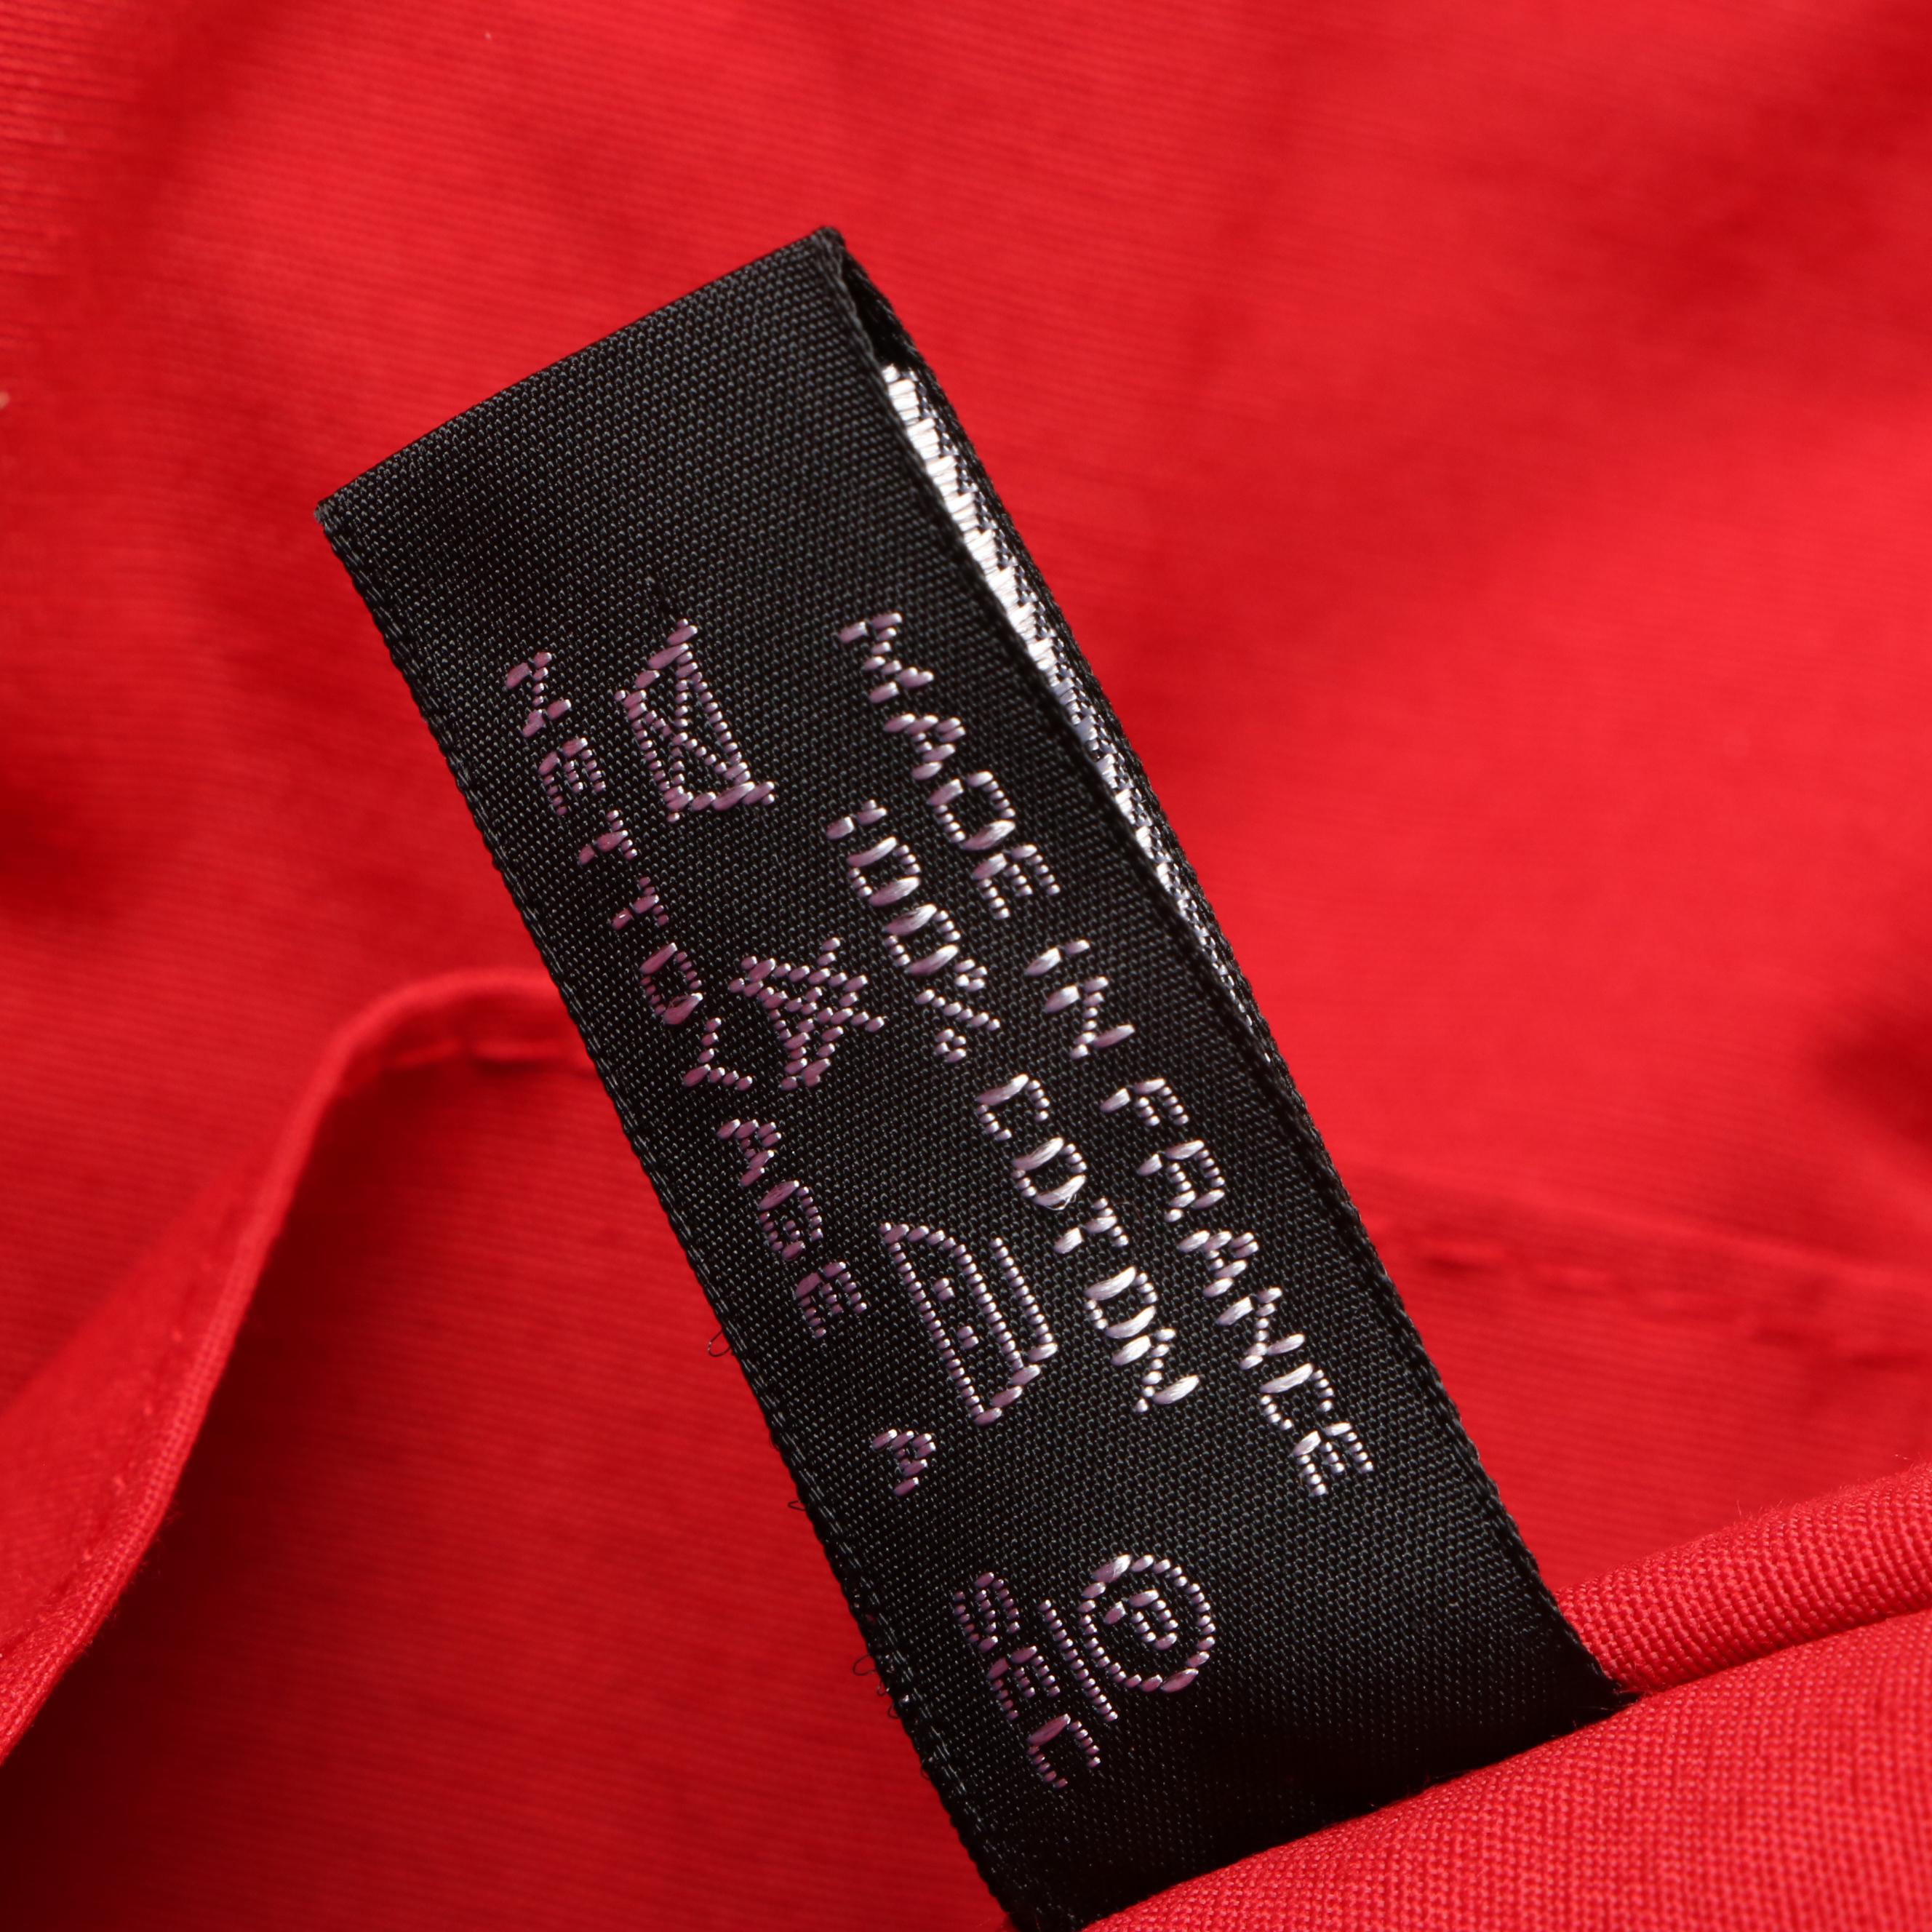 MADE IN FRANCE
100% COTON
P
NETTOYAGE A SEC